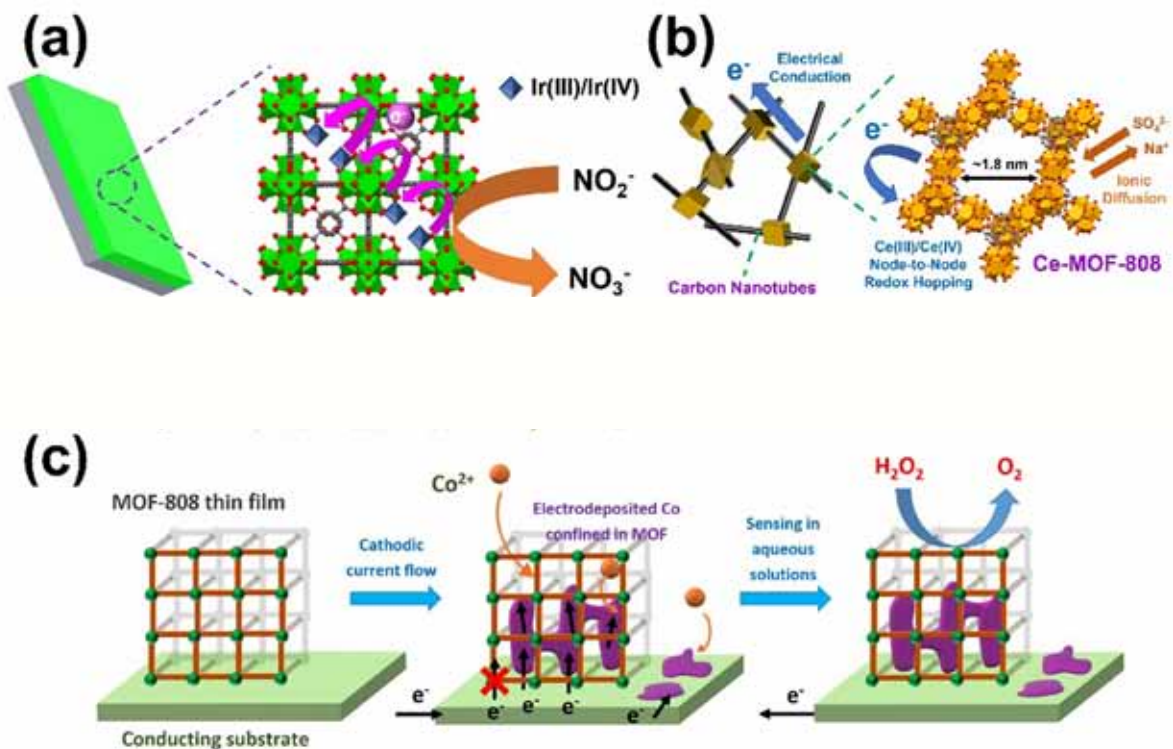 (a)
Ir(III)/Ir(IV)
NO₂⁻
NO₃⁻
(b)
Electrical
Conduction
e⁻
e⁻
SO₄²⁻
Na⁺
~1.8 nm
Ionic
Diffusion
Ce(III)/Ce(IV)
Node-to-Node
Redox Hopping
Ce-MOF-808
Carbon Nanotubes
(c)
MOF-808 thin film
Cathodic
current flow
Co²⁺
Electrodeposited Co
confined in MOF
Sensing in
aqueous
solutions
H₂O₂
O₂
e⁻
e⁻
e⁻
e⁻
e⁻
e⁻
Conducting substrate